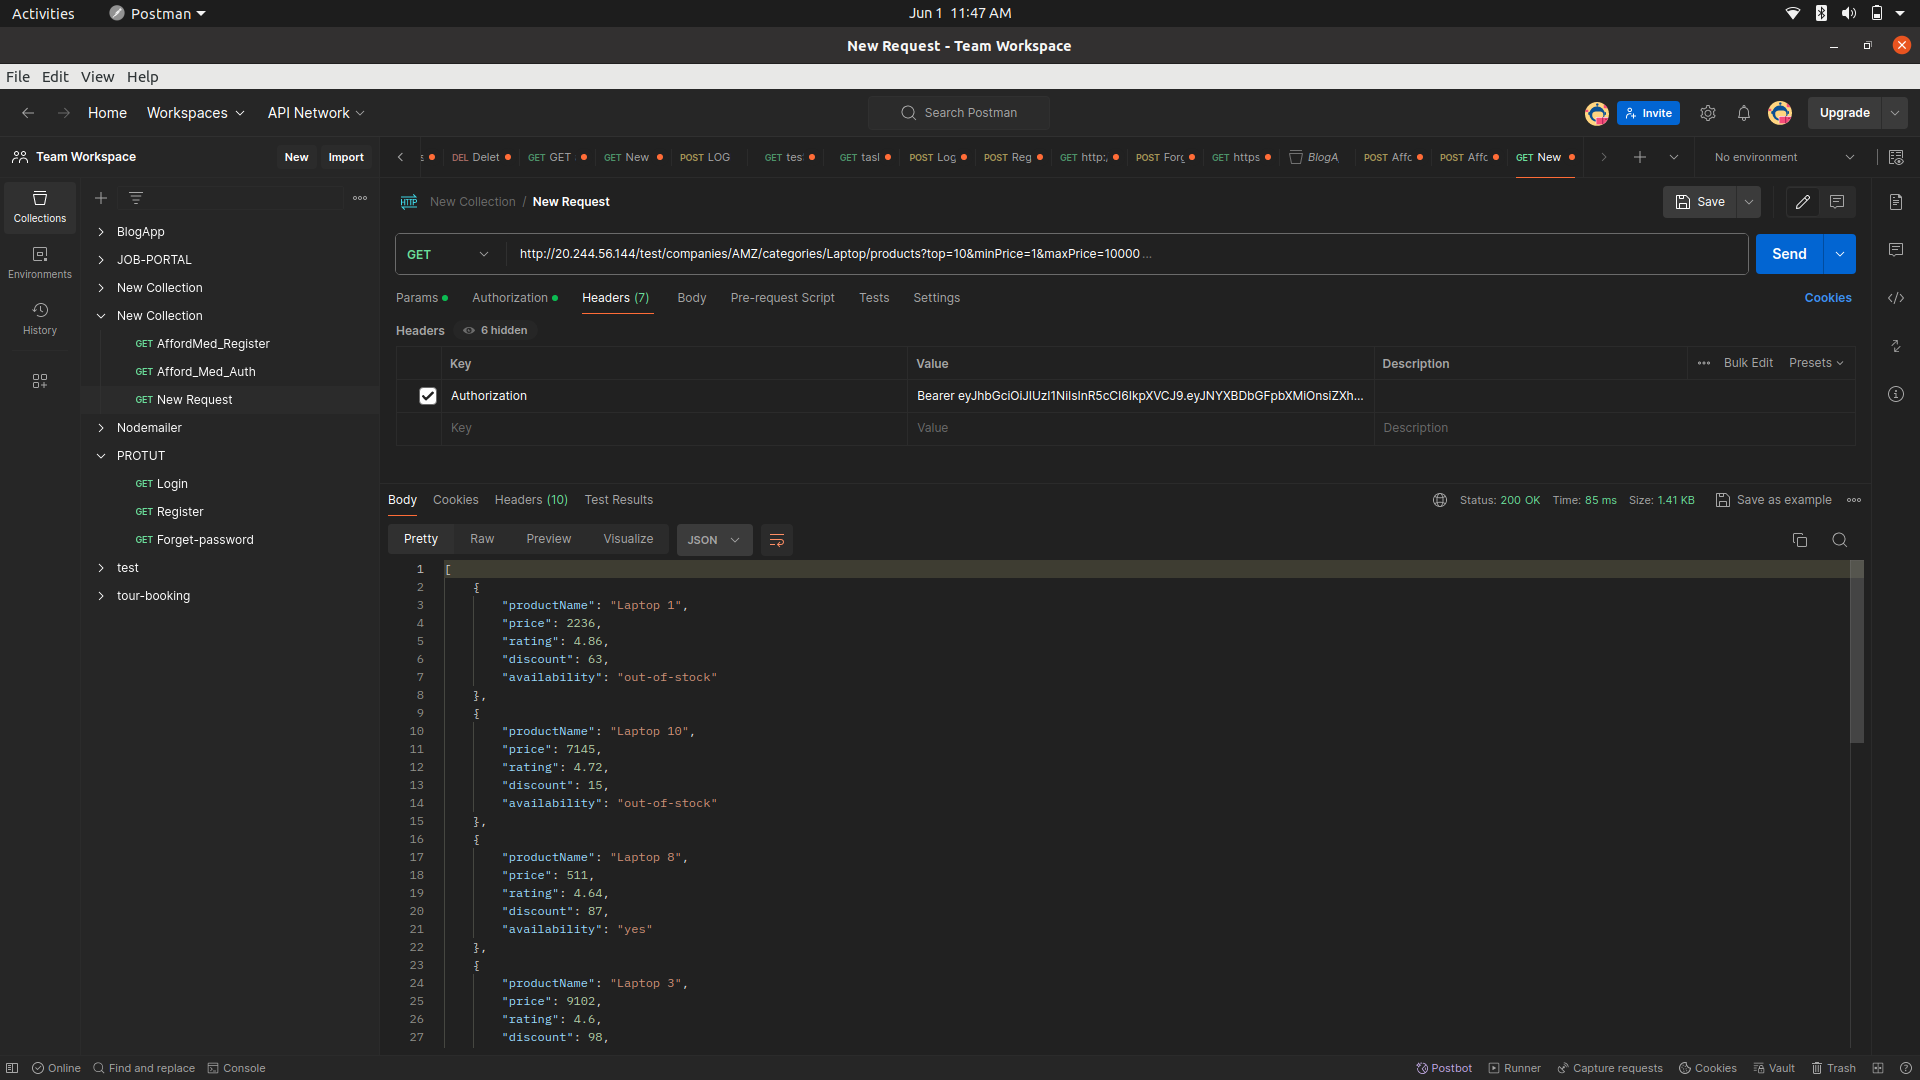 Activities Postman Jun 1 11:47 AM
New Request - Team Workspace
File Edit View Help
Home Workspaces API Network Search Postman Invite Upgrade
Team Workspace New Import DEL Delet GET GET GET New POST LOG GET tes GET tasl POST Log POST Reg GET http: POST Forg GET https BlogA POST Affc POST Affc GET New No environment
Collections
Environments
History
BlogApp
JOB-PORTAL
New Collection
New Collection
GET AffordMed_Register
GET Afford_Med_Auth
GET New Request
Nodemailer
PROTUT
GET Login
GET Register
GET Forget-password
test
tour-booking
HTTP New Collection / New Request Save
GET http://20.244.56.144/test/companies/AMZ/categories/Laptop/products?top=10&minPrice=1&maxPrice=10000 ... Send
Params Authorization Headers (7) Body Pre-request Script Tests Settings Cookies
Headers 6 hidden
Key Value Description Bulk Edit Presets
Authorization Bearer eyJhbGciOiJIUzI1NiIsInR5cCI6IkpXVCJ9.eyJNYXBDbGFpbXMiOnsiZXh...
Key Value Description
Body Cookies Headers (10) Test Results Status: 200 OK Time: 85 ms Size: 1.41 KB Save as example
Pretty Raw Preview Visualize JSON
1 [
2 {
3 "productName": "Laptop 1",
4 "price": 2236,
5 "rating": 4.86,
6 "discount": 63,
7 "availability": "out-of-stock"
8 },
9 {
10 "productName": "Laptop 10",
11 "price": 7145,
12 "rating": 4.72,
13 "discount": 15,
14 "availability": "out-of-stock"
15 },
16 {
17 "productName": "Laptop 8",
18 "price": 511,
19 "rating": 4.64,
20 "discount": 87,
21 "availability": "yes"
22 },
23 {
24 "productName": "Laptop 3",
25 "price": 9102,
26 "rating": 4.6,
27 "discount": 98,
Online Find and replace Console Postbot Runner Capture requests Cookies Vault Trash